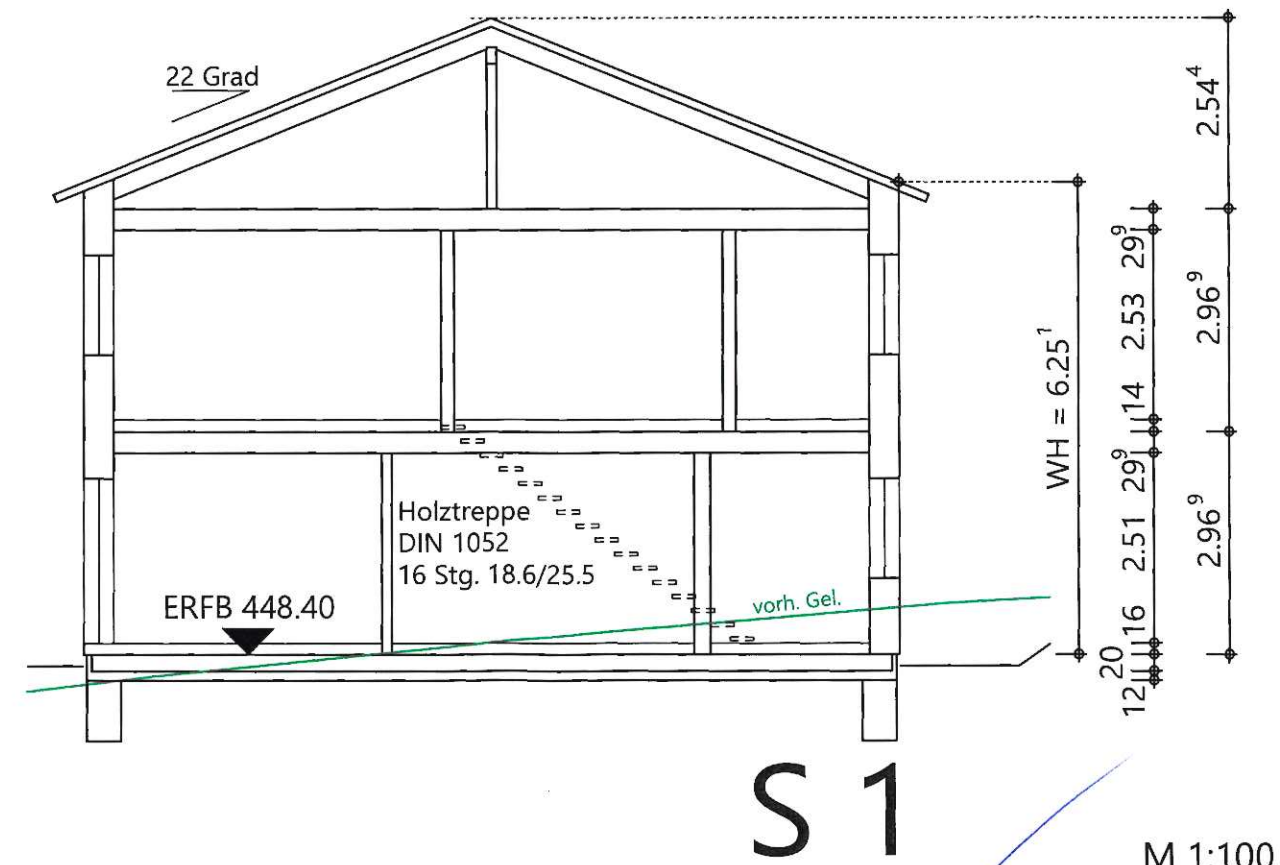 22 Grad
2.54⁴
29⁹
2.53
14
2.96⁹
WH = 6.25¹
29⁹
2.51
16
2.96⁹
20
12
Holztreppe
DIN 1052
16 Stg. 18.6/25.5
ERFB 448.40
vorh. Gel.
S 1
M 1:100